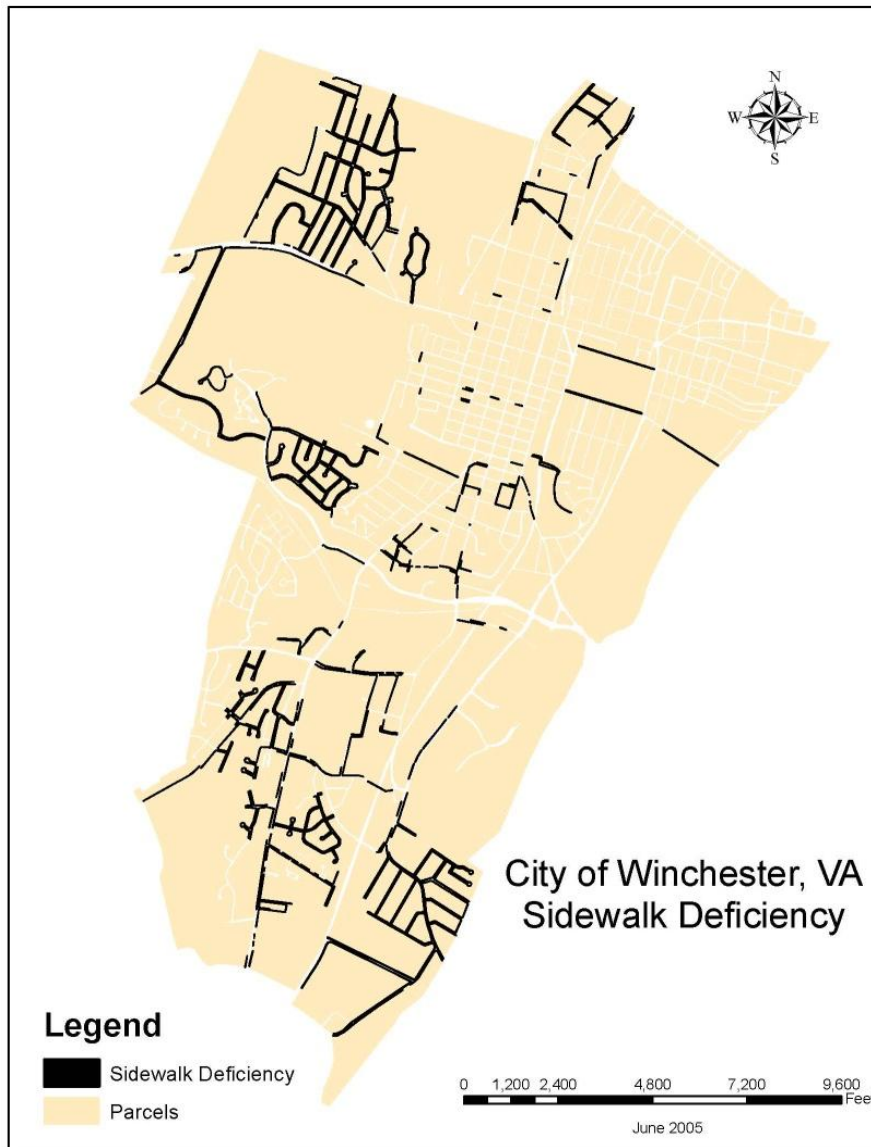 N
W E
S
City of Winchester, VA
Sidewalk Deficiency
Legend
Sidewalk Deficiency
Parcels
0 1,200 2,400 4,800 7,200 9,600
Feet
June 2005